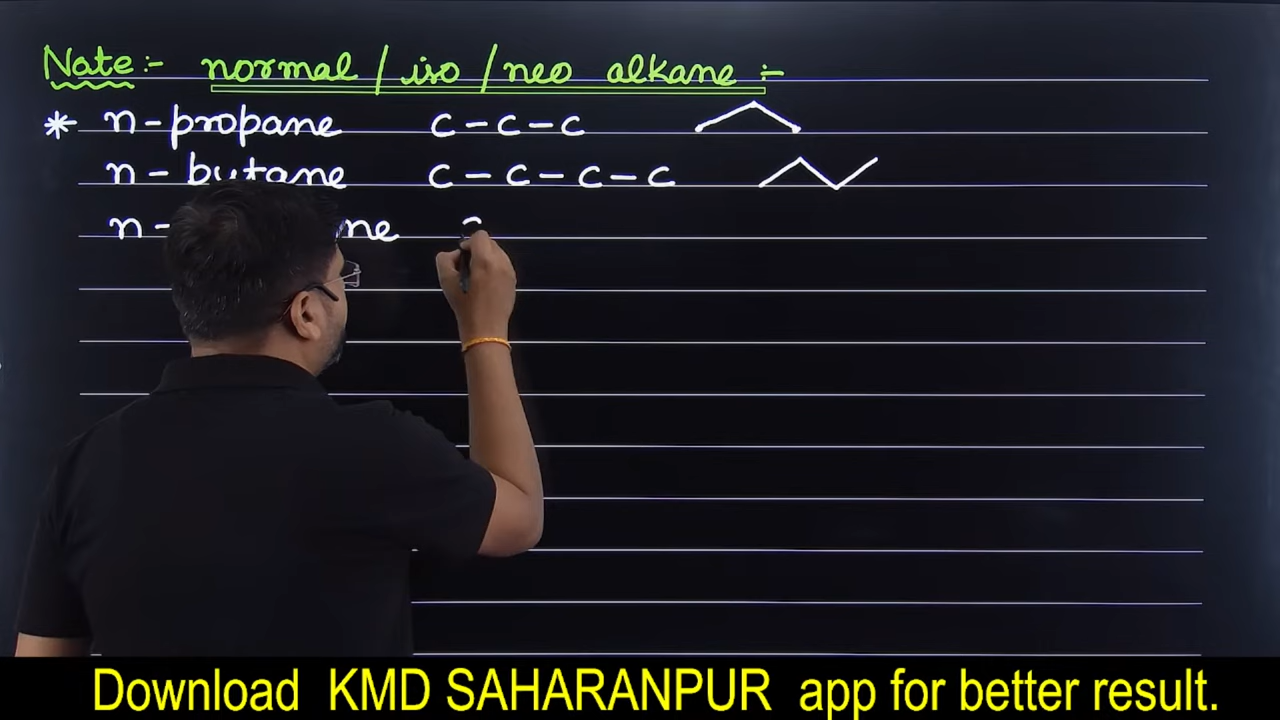 Note:- normal / iso / neo alkane :-
* n-propane C-C-C
n-butane C-C-C-C
n-
Download KMD SAHARANPUR app for better result.